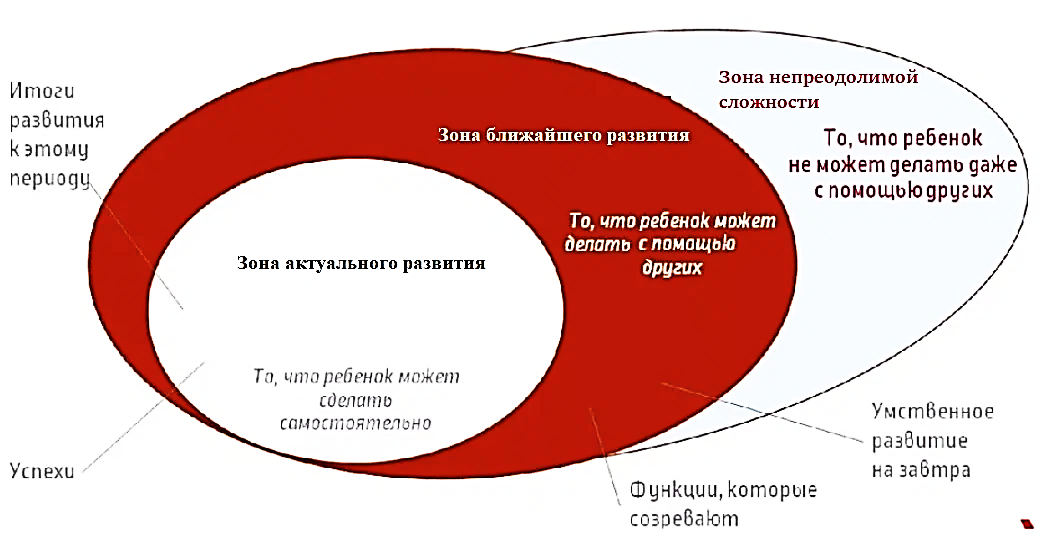 Итоги
развития
к этому
периоду
Зона ближайшего развития
Зона непреодолимой
сложности
То, что ребенок
не может делать даже
с помощью других
То, что ребенок может
делать с помощью
других
Зона актуального развития
То, что ребенок может
сделать
самостоятельно
Успехи
Функции, которые
созревают
Умственное
развитие
на завтра